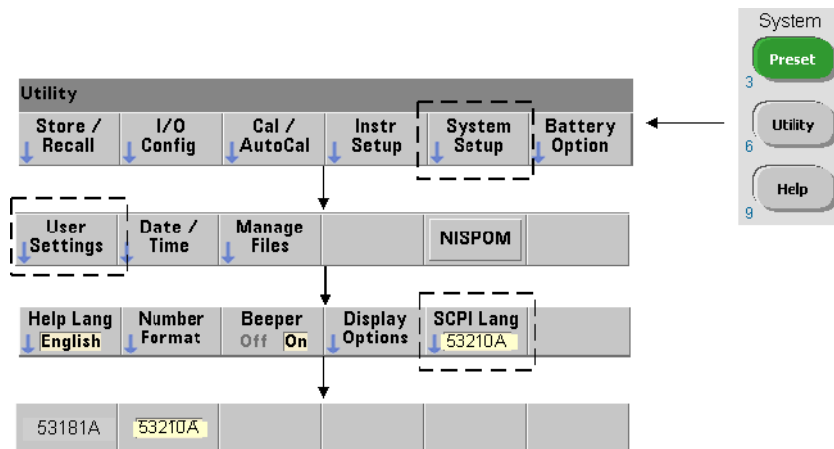 System
Preset
3
Utility
6
Help
9
Utility
Store / Recall
I/O Config
Cal / AutoCal
Instr Setup
System Setup
Battery Option
User Settings
Date / Time
Manage Files
NISPOM
Help Lang English
Number Format
Beeper Off On
Display Options
SCPI Lang 53210A
53181A
53210A